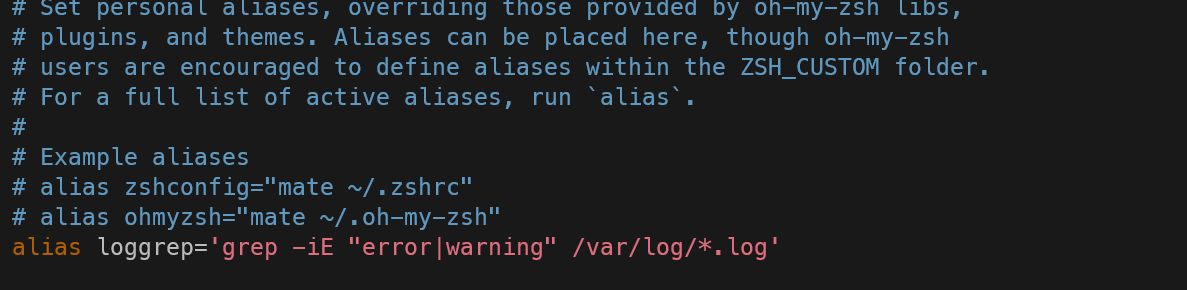 # Set personal aliases, overriding those provided by oh-my-zsh libs,
# plugins, and themes. Aliases can be placed here, though oh-my-zsh
# users are encouraged to define aliases within the ZSH_CUSTOM folder.
# For a full list of active aliases, run `alias`.
#
# Example aliases
# alias zshconfig="mate ~/.zshrc"
# alias ohmyzsh="mate ~/.oh-my-zsh"
alias loggrep='grep -iE "error|warning" /var/log/*.log'